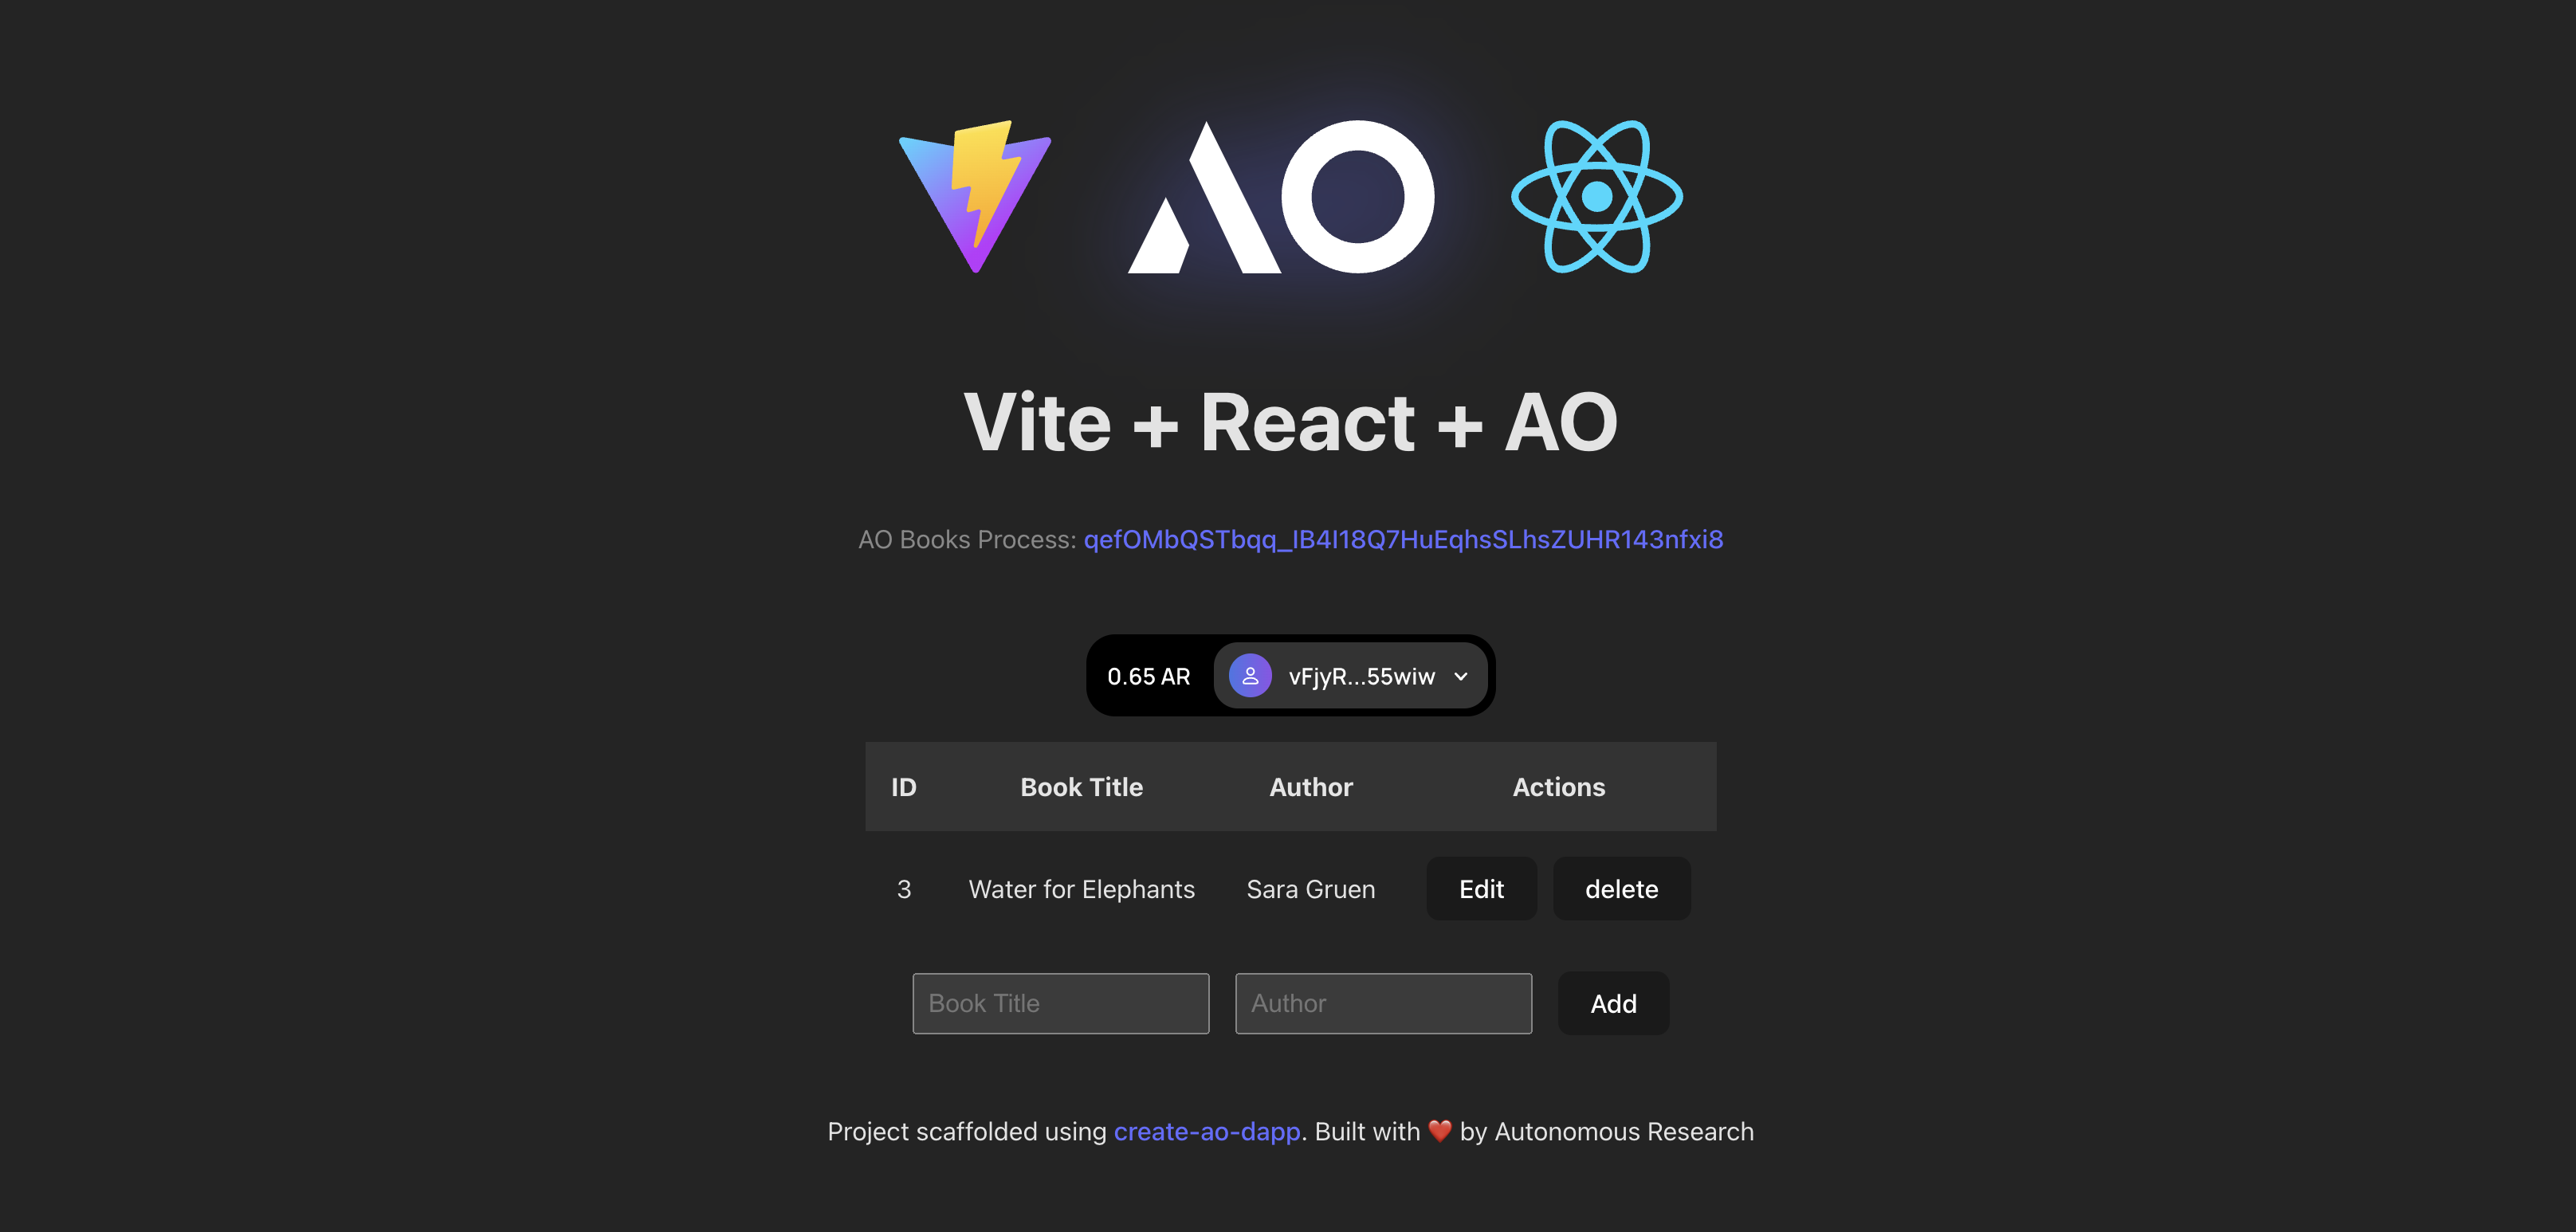 AO
Vite + React + AO
AO Books Process: qefOMbQSTbqq_IB4I18Q7HuEqhsSLhsZUHR143nfxi8
0.65 AR vFjyR...55wiw
ID Book Title Author Actions
3 Water for Elephants Sara Gruen Edit delete
Book Title Author Add
Project scaffolded using create-ao-dapp. Built with ❤️ by Autonomous Research